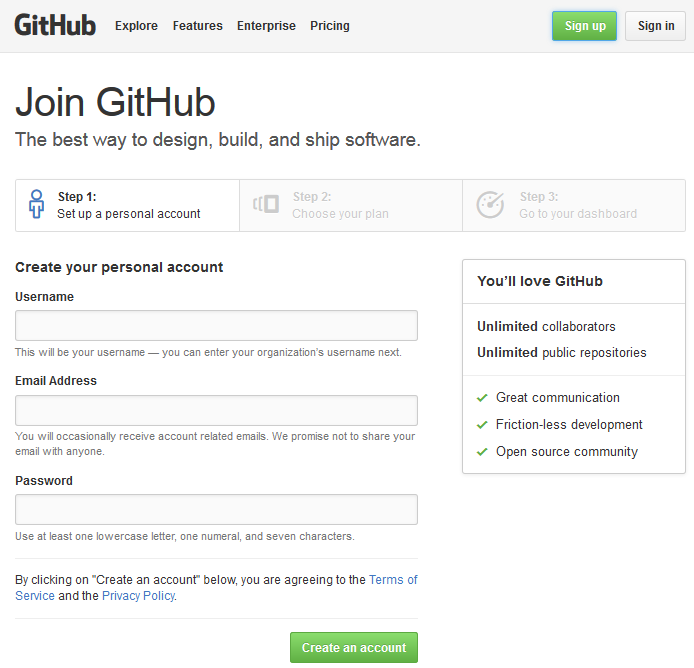 GitHub Explore Features Enterprise Pricing Sign up Sign in
Join GitHub
The best way to design, build, and ship software.
Step 1:
Set up a personal account
Step 2:
Choose your plan
Step 3:
Go to your dashboard
Create your personal account
Username
This will be your username — you can enter your organization's username next.
Email Address
You will occasionally receive account related emails. We promise not to share your
email with anyone.
Password
Use at least one lowercase letter, one numeral, and seven characters.
By clicking on "Create an account" below, you are agreeing to the Terms of
Service and the Privacy Policy.
Create an account
You'll love GitHub
Unlimited collaborators
Unlimited public repositories
Great communication
Friction-less development
Open source community